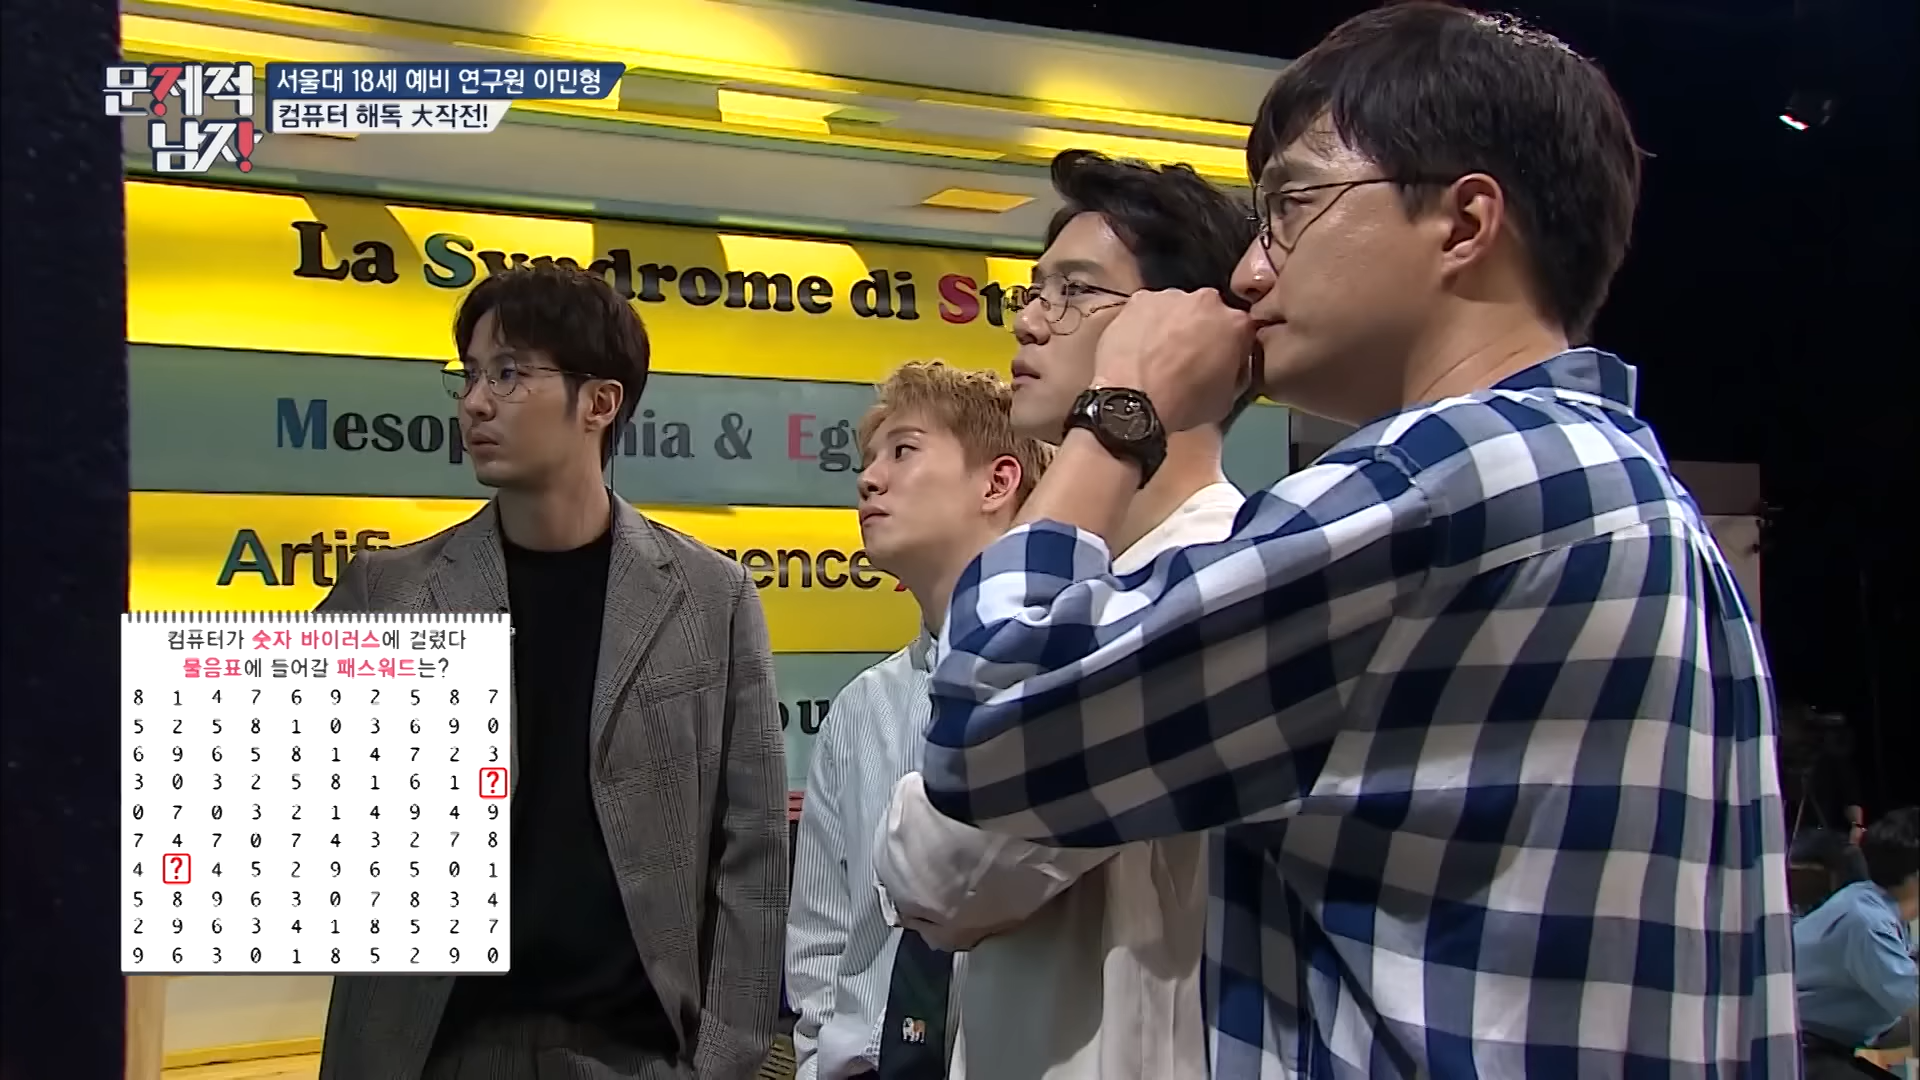 문제적
남자!
서울대 18세 예비 연구원 이민형
컴퓨터 해독 大작전!
La Syndrome di St
Mesop nia & Egy
Artifi gence
ou
컴퓨터가 숫자 바이러스에 걸렸다
물음표에 들어갈 패스워드는?
8 1 4 7 6 9 2 5 8 7
5 2 5 8 1 0 3 6 9 0
6 9 6 5 8 1 4 7 2 3
3 0 3 2 5 8 1 6 1 ?
0 7 0 3 2 1 4 9 4 9
7 4 7 0 7 4 3 2 7 8
4 ? 4 5 2 9 6 5 0 1
5 8 9 6 3 0 7 8 3 4
2 9 6 3 4 1 8 5 2 7
9 6 3 0 1 8 5 2 9 0